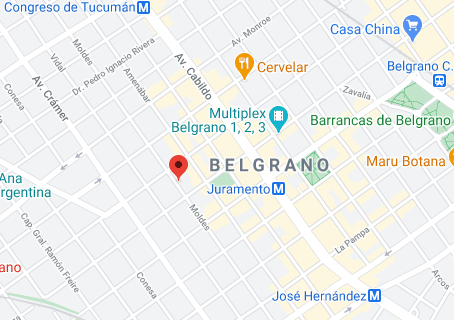 Congreso de Tucumán M
Moldes
Vidal
Dr. Pedro Ignacio Rivera
Av. Monroe
Casa China
Conesa
Amenábar
Av. Cabildo
Cervelar
Belgrano C.
Av. Crámer
Zavalía
Multiplex
Belgrano 1, 2, 3
Barrancas de Belgrano
BELGRANO
Maru Botana
Ana
rgentina
Juramento M
Moldes
Cap. Gral. Ramón Freire
La Pampa
ano
Conesa
Arcos
José Hernández M